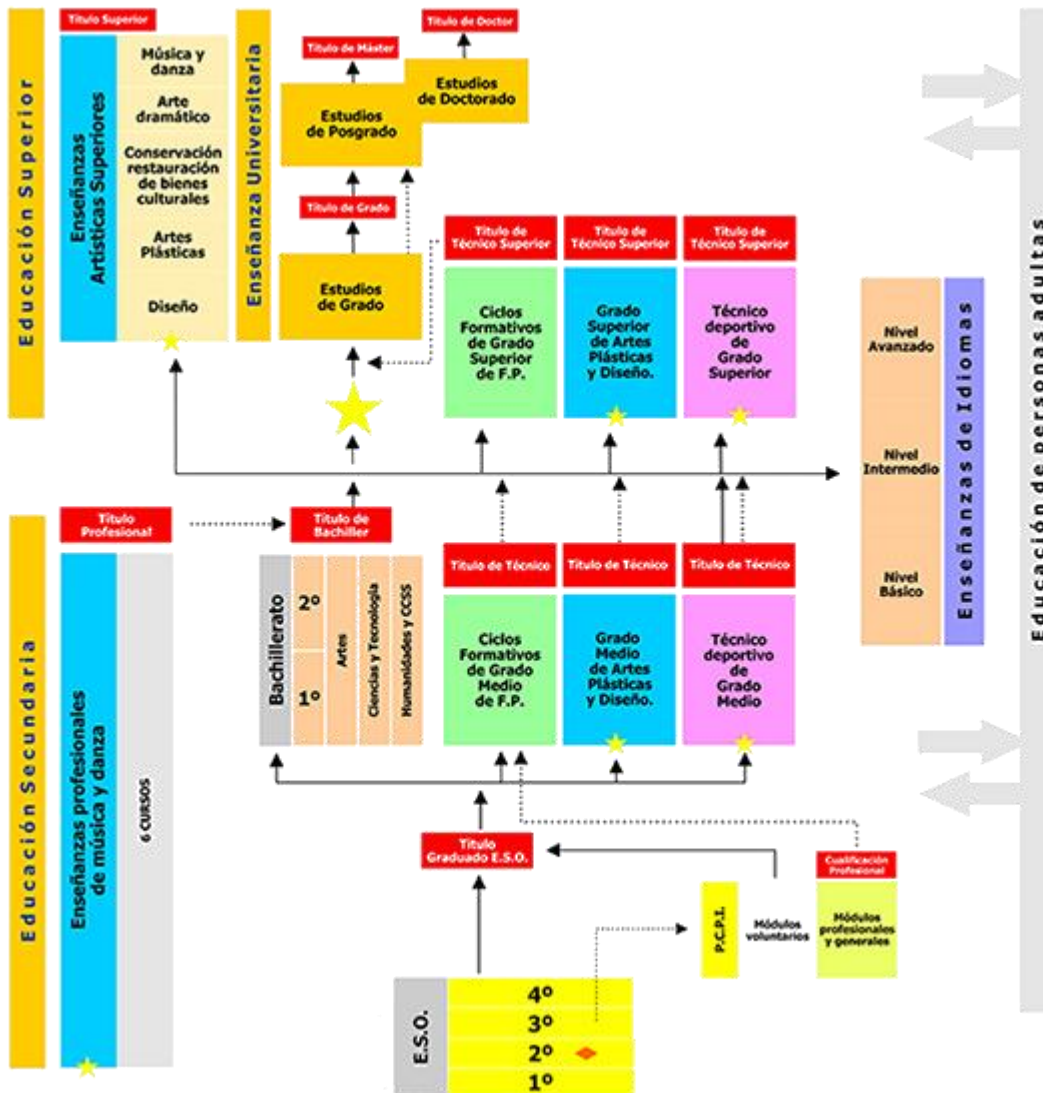 Educación Superior
Título Superior
Enseñanzas
Artísticas Superiores
Música y
danza
Arte
dramático
Conservación
restauración
de bienes
culturales
Artes
Plásticas
Diseño
Enseñanza Universitaria
Título de Doctor
Título de Máster
Estudios
de Doctorado
Estudios
de Posgrado
Título de Grado
Estudios
de Grado
Título de
Técnico Superior
Ciclos
Formativos
de Grado
Superior
de F.P.
Título de
Técnico Superior
Grado
Superior
de Artes
Plásticas
y Diseño.
Título de
Técnico Superior
Técnico
deportivo
de
Grado
Superior
Nivel
Avanzado
Nivel
Intermedio
Nivel
Básico
Enseñanzas de Idiomas
Educación de personas adultas
Educación Secundaria
Título
Profesional
Enseñanzas profesionales
de música y danza
6 CURSOS
Título de
Bachiller
Bachillerato
2º
1º
Artes
Ciencias y Tecnología
Humanidades y CCSS
Título de Técnico
Ciclos
Formativos
de Grado
Medio
de F.P.
Título de Técnico
Grado
Medio
de Artes
Plásticas
y Diseño.
Título de Técnico
Técnico
deportivo
de
Grado
Medio
Título
Graduado E.S.O.
Cualificación
Profesional
P.C.P.I.
Módulos
voluntarios
Módulos
profesionales
y generales
E.S.O.
4º
3º
2º
1º